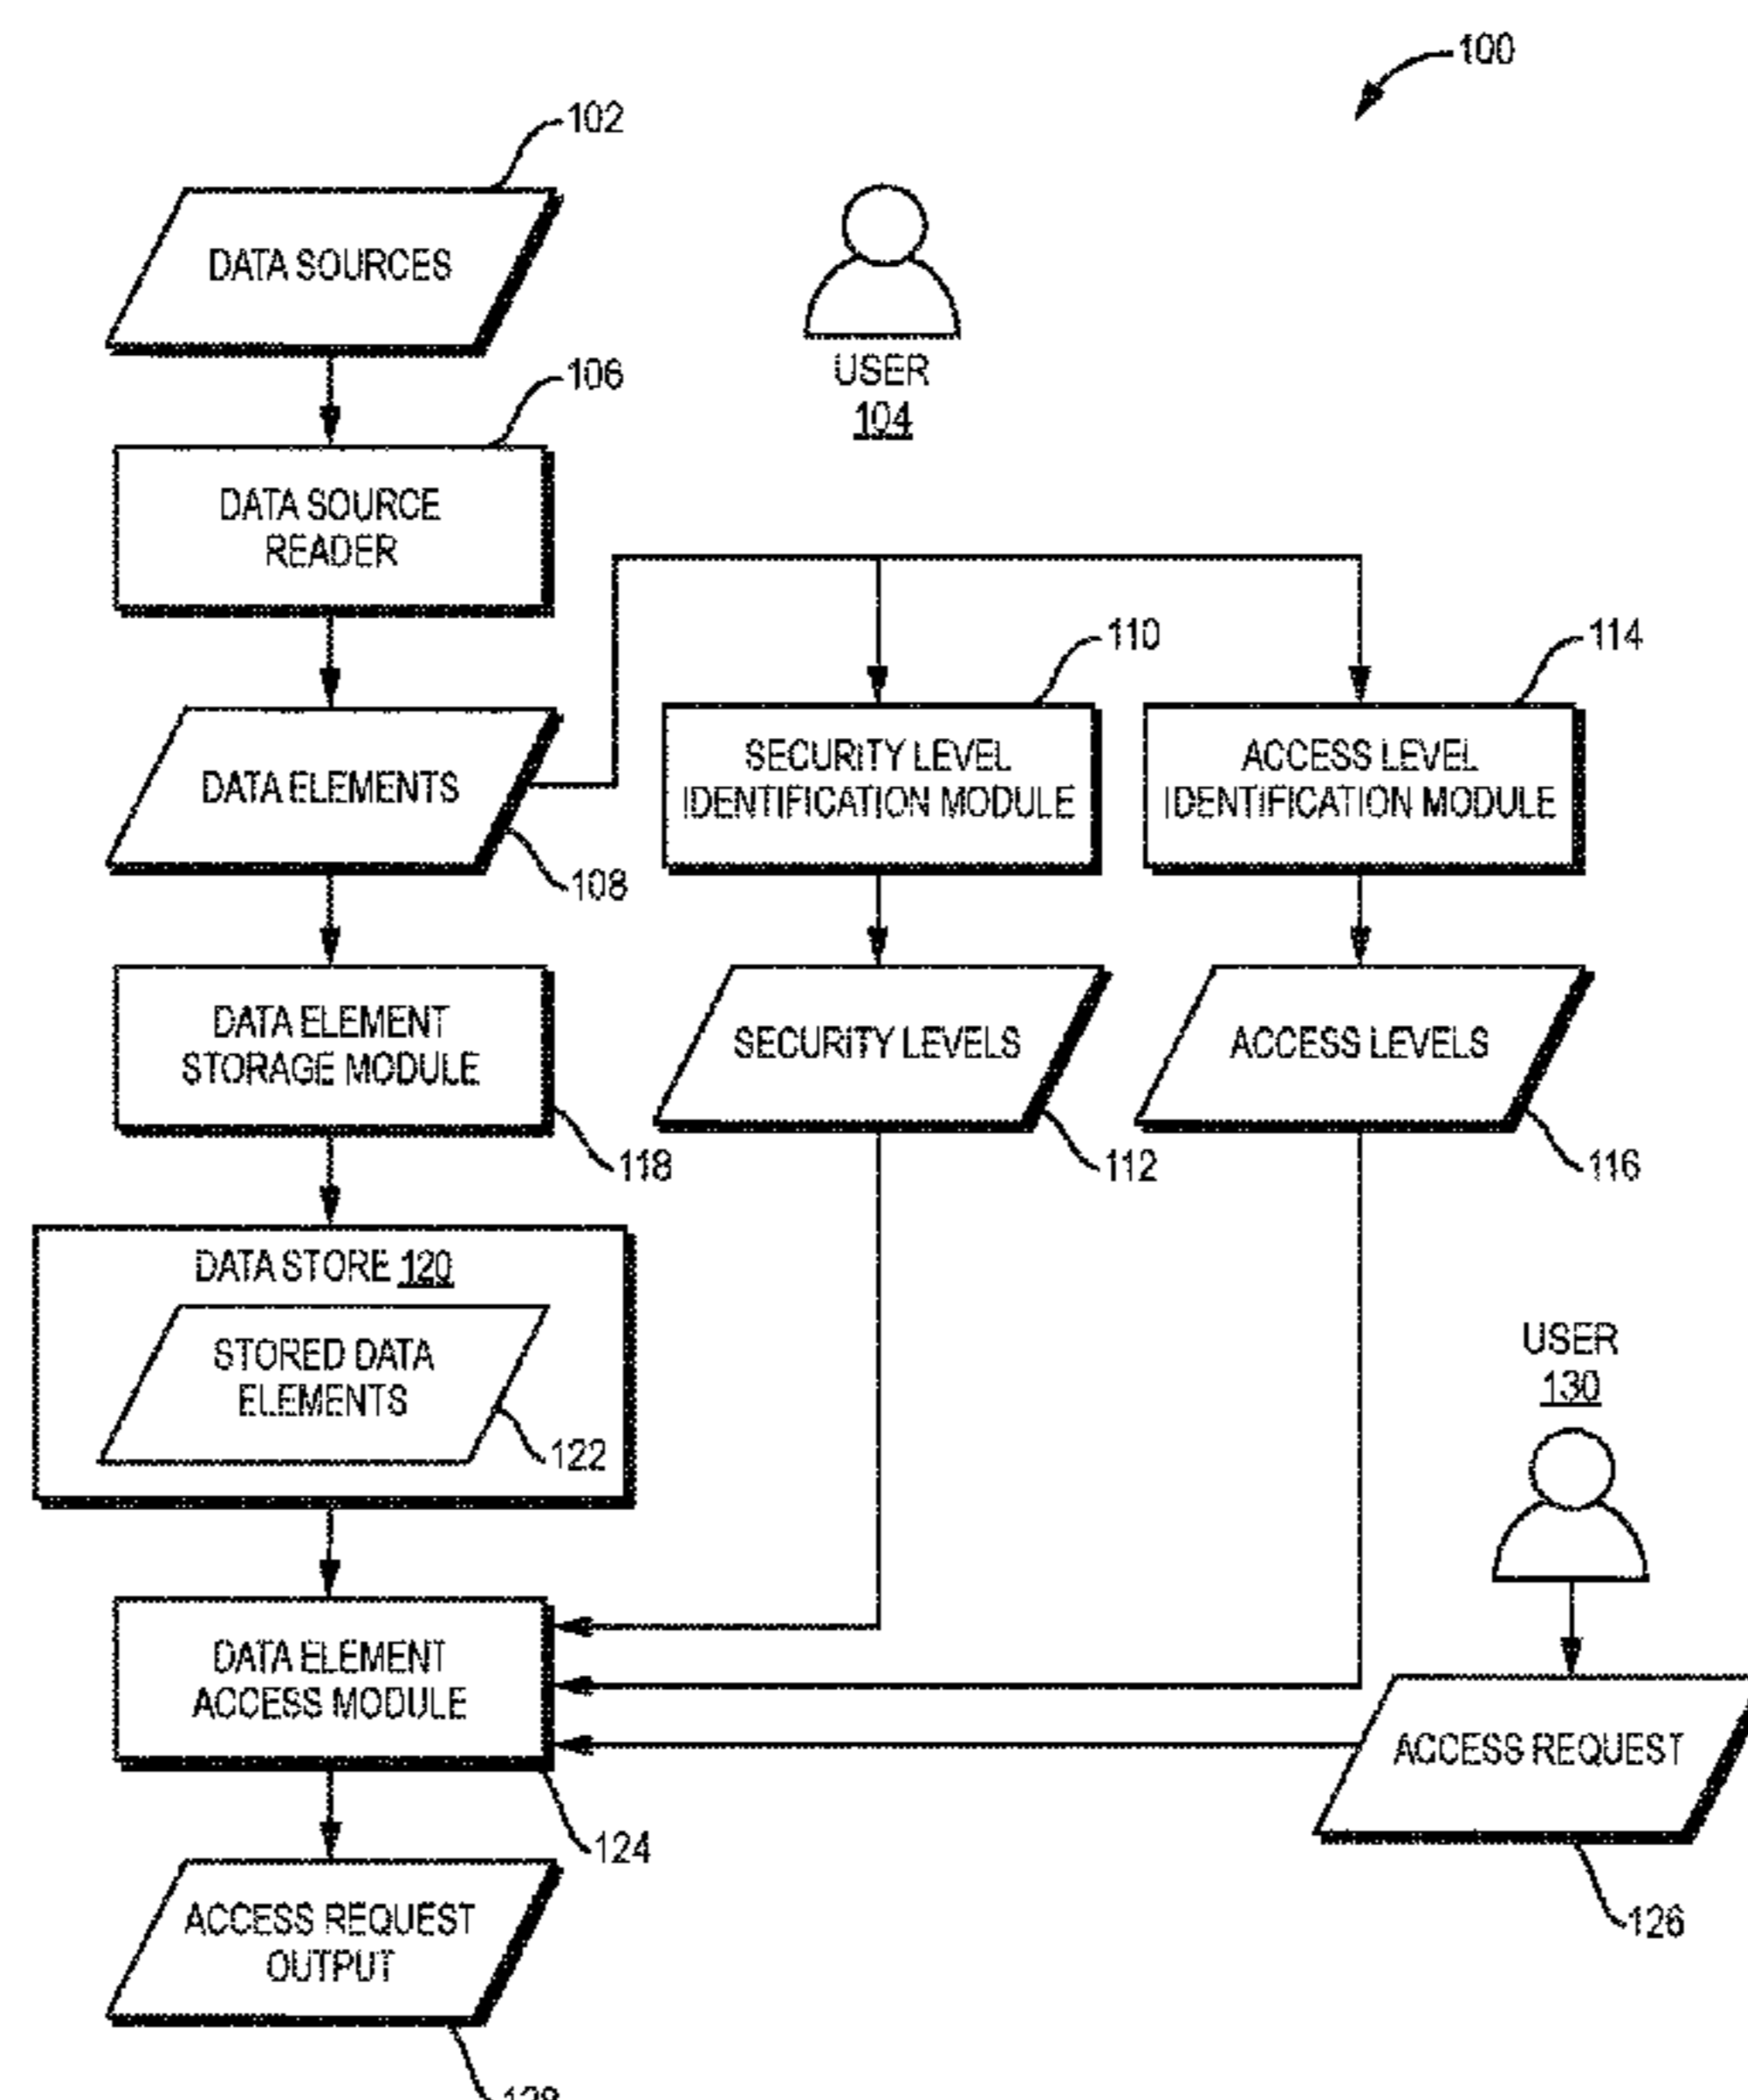 100
102
DATA SOURCES
USER
104
106
DATA SOURCE
READER
110
114
SECURITY LEVEL
IDENTIFICATION MODULE
ACCESS LEVEL
IDENTIFICATION MODULE
DATA ELEMENTS
108
DATA ELEMENT
STORAGE MODULE
118
SECURITY LEVELS
112
ACCESS LEVELS
116
DATA STORE 120
STORED DATA
ELEMENTS
122
USER
130
DATA ELEMENT
ACCESS MODULE
124
ACCESS REQUEST
126
ACCESS REQUEST
OUTPUT